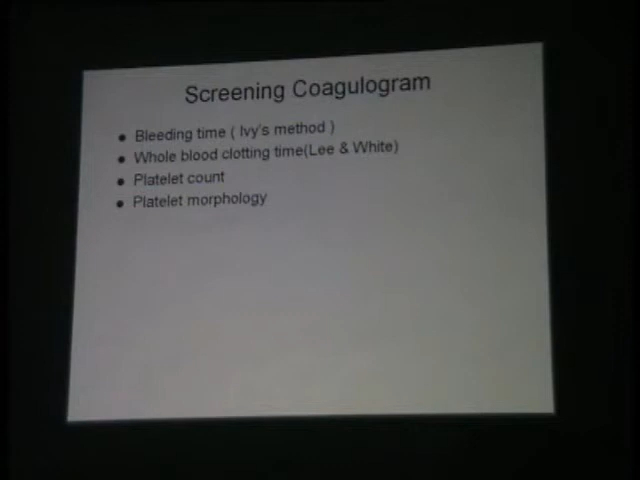 Screening Coagulogram
• Bleeding time ( Ivy's method )
• Whole blood clotting time(Lee & White)
• Platelet count
• Platelet morphology